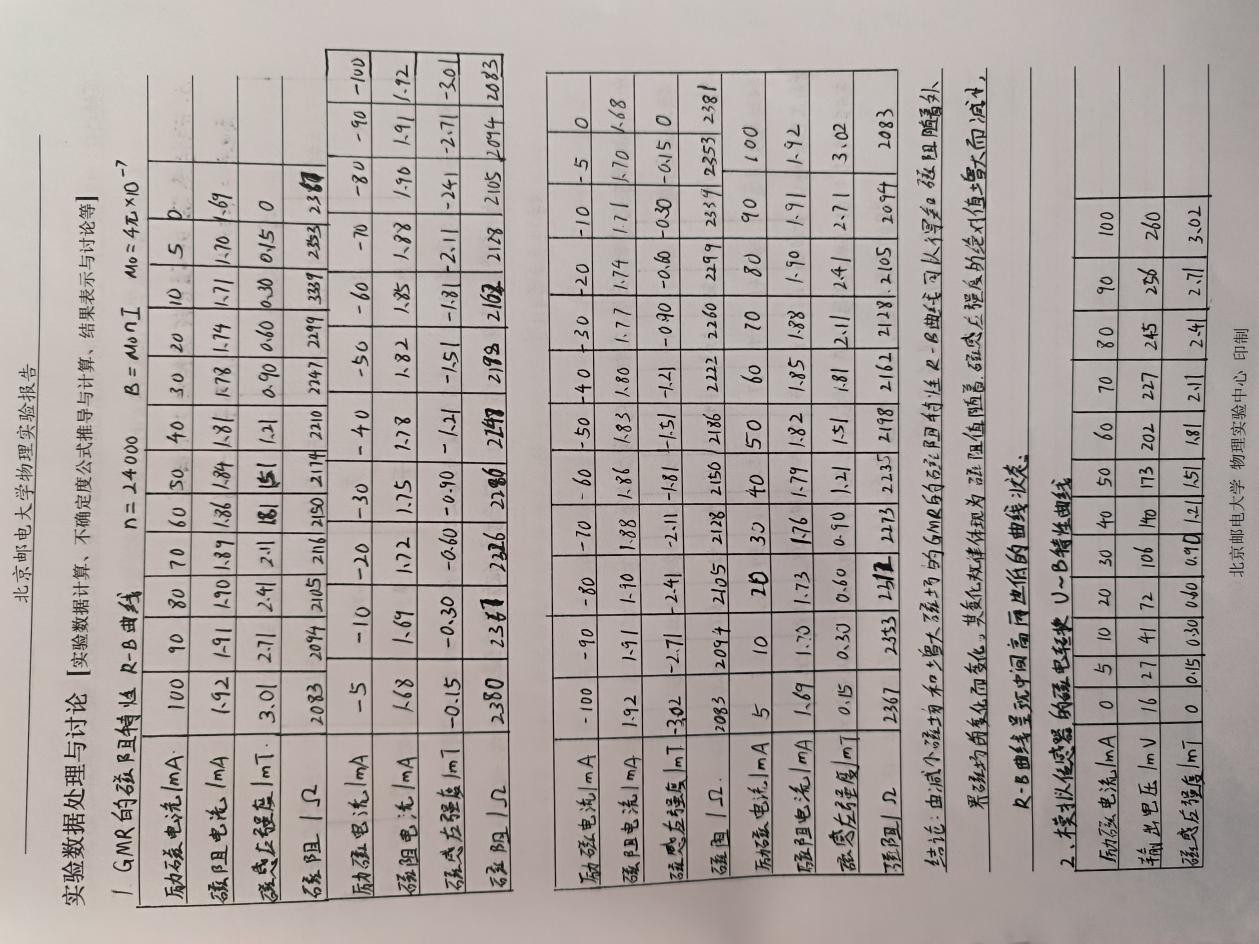 北京邮电大学物理实验报告
实验数据处理与讨论 [实验数据计算、不确定度公式推导与计算、结果表示与讨论等]
1. GMR的磁阻特性 R-B曲线 n=24000 B=M0nI M0=4π×10-7
励磁电流/mA 100 90 80 70 60 50 40 30 20 10 5 0
磁阻电流/mA 1.92 1.91 1.90 1.89 1.86 1.84 1.81 1.78 1.74 1.71 1.70 1.69
磁感应强度/mT 3.01 2.71 2.41 2.11 1.81 1.51 1.21 0.90 0.60 0.30 0.15 0
磁阻/Ω 2083 2094 2105 2116 2150 2174 2210 2247 2299 3339 2353
励磁电流/mA -5 -10 -20 -30 -40 -50 -60 -70 -80 -90 -100
磁阻电流/mA 1.68 1.69 1.72 1.75 1.78 1.82 1.85 1.88 1.90 1.91 1.92
磁感应强度/mT -0.15 -0.30 -0.60 -0.90 -1.21 -1.51 -1.81 -2.11 -241 -2.71 -3.01
磁阻/Ω 2380 2367 2326 2286 2162 2128 2105 2094 2083
励磁电流/mA -100 -90 -80 -70 -60 -50 -40 -30 -20 -10 -5 0
磁阻电流/mA 1.92 1.91 1.90 1.88 1.86 1.83 1.80 1.77 1.74 1.71 1.70 1.68
磁感应强度/mT -3.02 -2.71 -2.41 -2.11 -1.81 -1.51 -1.21 -0.90 -0.60 -0.30 -0.15 0
磁阻/Ω 2083 2094 2105 2128 2150 2186 2222 2260 2299 2339 2353 2381
励磁电流/mA 5 10 20 30 40 50 60 70 80 90 100
磁阻电流/mA 1.69 1.70 1.73 1.76 1.79 1.82 1.85 1.88 1.90 1.91 1.92
磁感应强度/mT 0.15 0.30 0.60 0.90 1.21 1.51 1.81 2.11 2.41 2.71 3.02
磁阻/Ω 2367 2353 2312 2273 2235 2198 2162 2128 2105 2094 2083
结论:由减小磁场和增大磁场的GMR的磁阻特性R-B曲线可以得知磁阻随着外
界磁场的变化而变化。其变化规律体现为磁阻值随着磁感应强度的绝对值增大而减小,
R-B曲线呈现中间高两边低的曲线状态。
2、模拟传感器的磁电转换 U~B特性曲线
励磁电流/mA 0 5 10 20 30 40 50 60 70 80 90 100
输出电压/mV 16 27 41 72 106 140 173 202 227 245 256 260
磁感应强度/mT 0 0.15 0.30 0.60 0.90 1.21 1.51 1.81 2.11 2.41 2.71 3.02
北京邮电大学 物理实验中心 印制